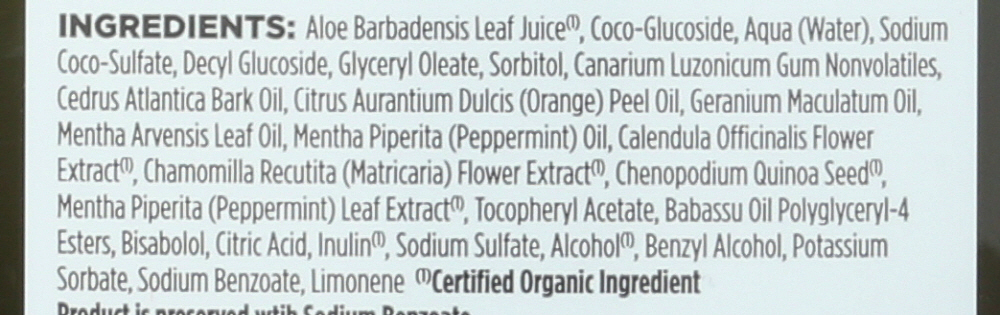 INGREDIENTS: Aloe Barbadensis Leaf Juice⁽¹⁾, Coco-Glucoside, Aqua (Water), Sodium
Coco-Sulfate, Decyl Glucoside, Glyceryl Oleate, Sorbitol, Canarium Luzonicum Gum Nonvolatiles,
Cedrus Atlantica Bark Oil, Citrus Aurantium Dulcis (Orange) Peel Oil, Geranium Maculatum Oil,
Mentha Arvensis Leaf Oil, Mentha Piperita (Peppermint) Oil, Calendula Officinalis Flower
Extract⁽¹⁾, Chamomilla Recutita (Matricaria) Flower Extract⁽¹⁾, Chenopodium Quinoa Seed⁽¹⁾,
Mentha Piperita (Peppermint) Leaf Extract⁽¹⁾, Tocopheryl Acetate, Babassu Oil Polyglyceryl-4
Esters, Bisabolol, Citric Acid, Inulin⁽¹⁾, Sodium Sulfate, Alcohol⁽¹⁾, Benzyl Alcohol, Potassium
Sorbate, Sodium Benzoate, Limonene ⁽¹⁾Certified Organic Ingredient
Product is preserved wtih Sodium Benzoate